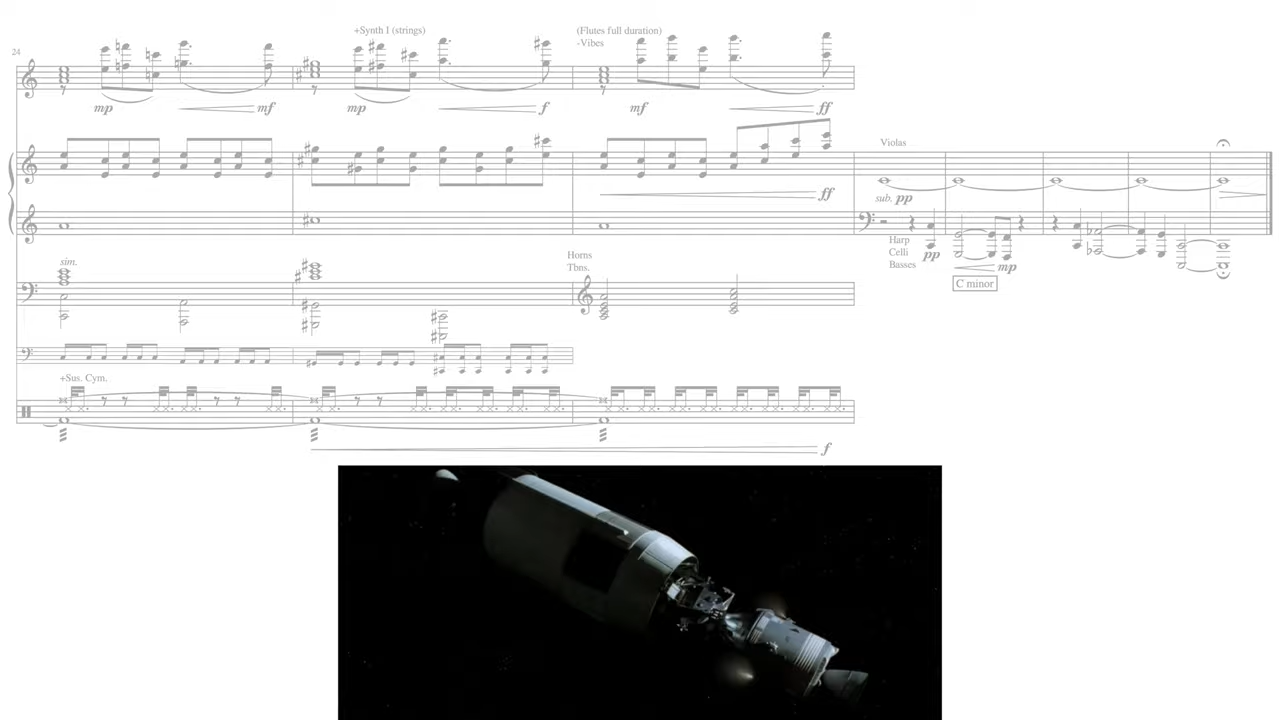 24
+Synth I (strings)
(Flutes full duration)
-Vibes
mp
mf
mp
f
mf
ff
Violas
ff
sub. pp
Harp
Celli
Basses
pp
mp
C minor
sim.
Horns
Tbns.
+Sus. Cym.
f